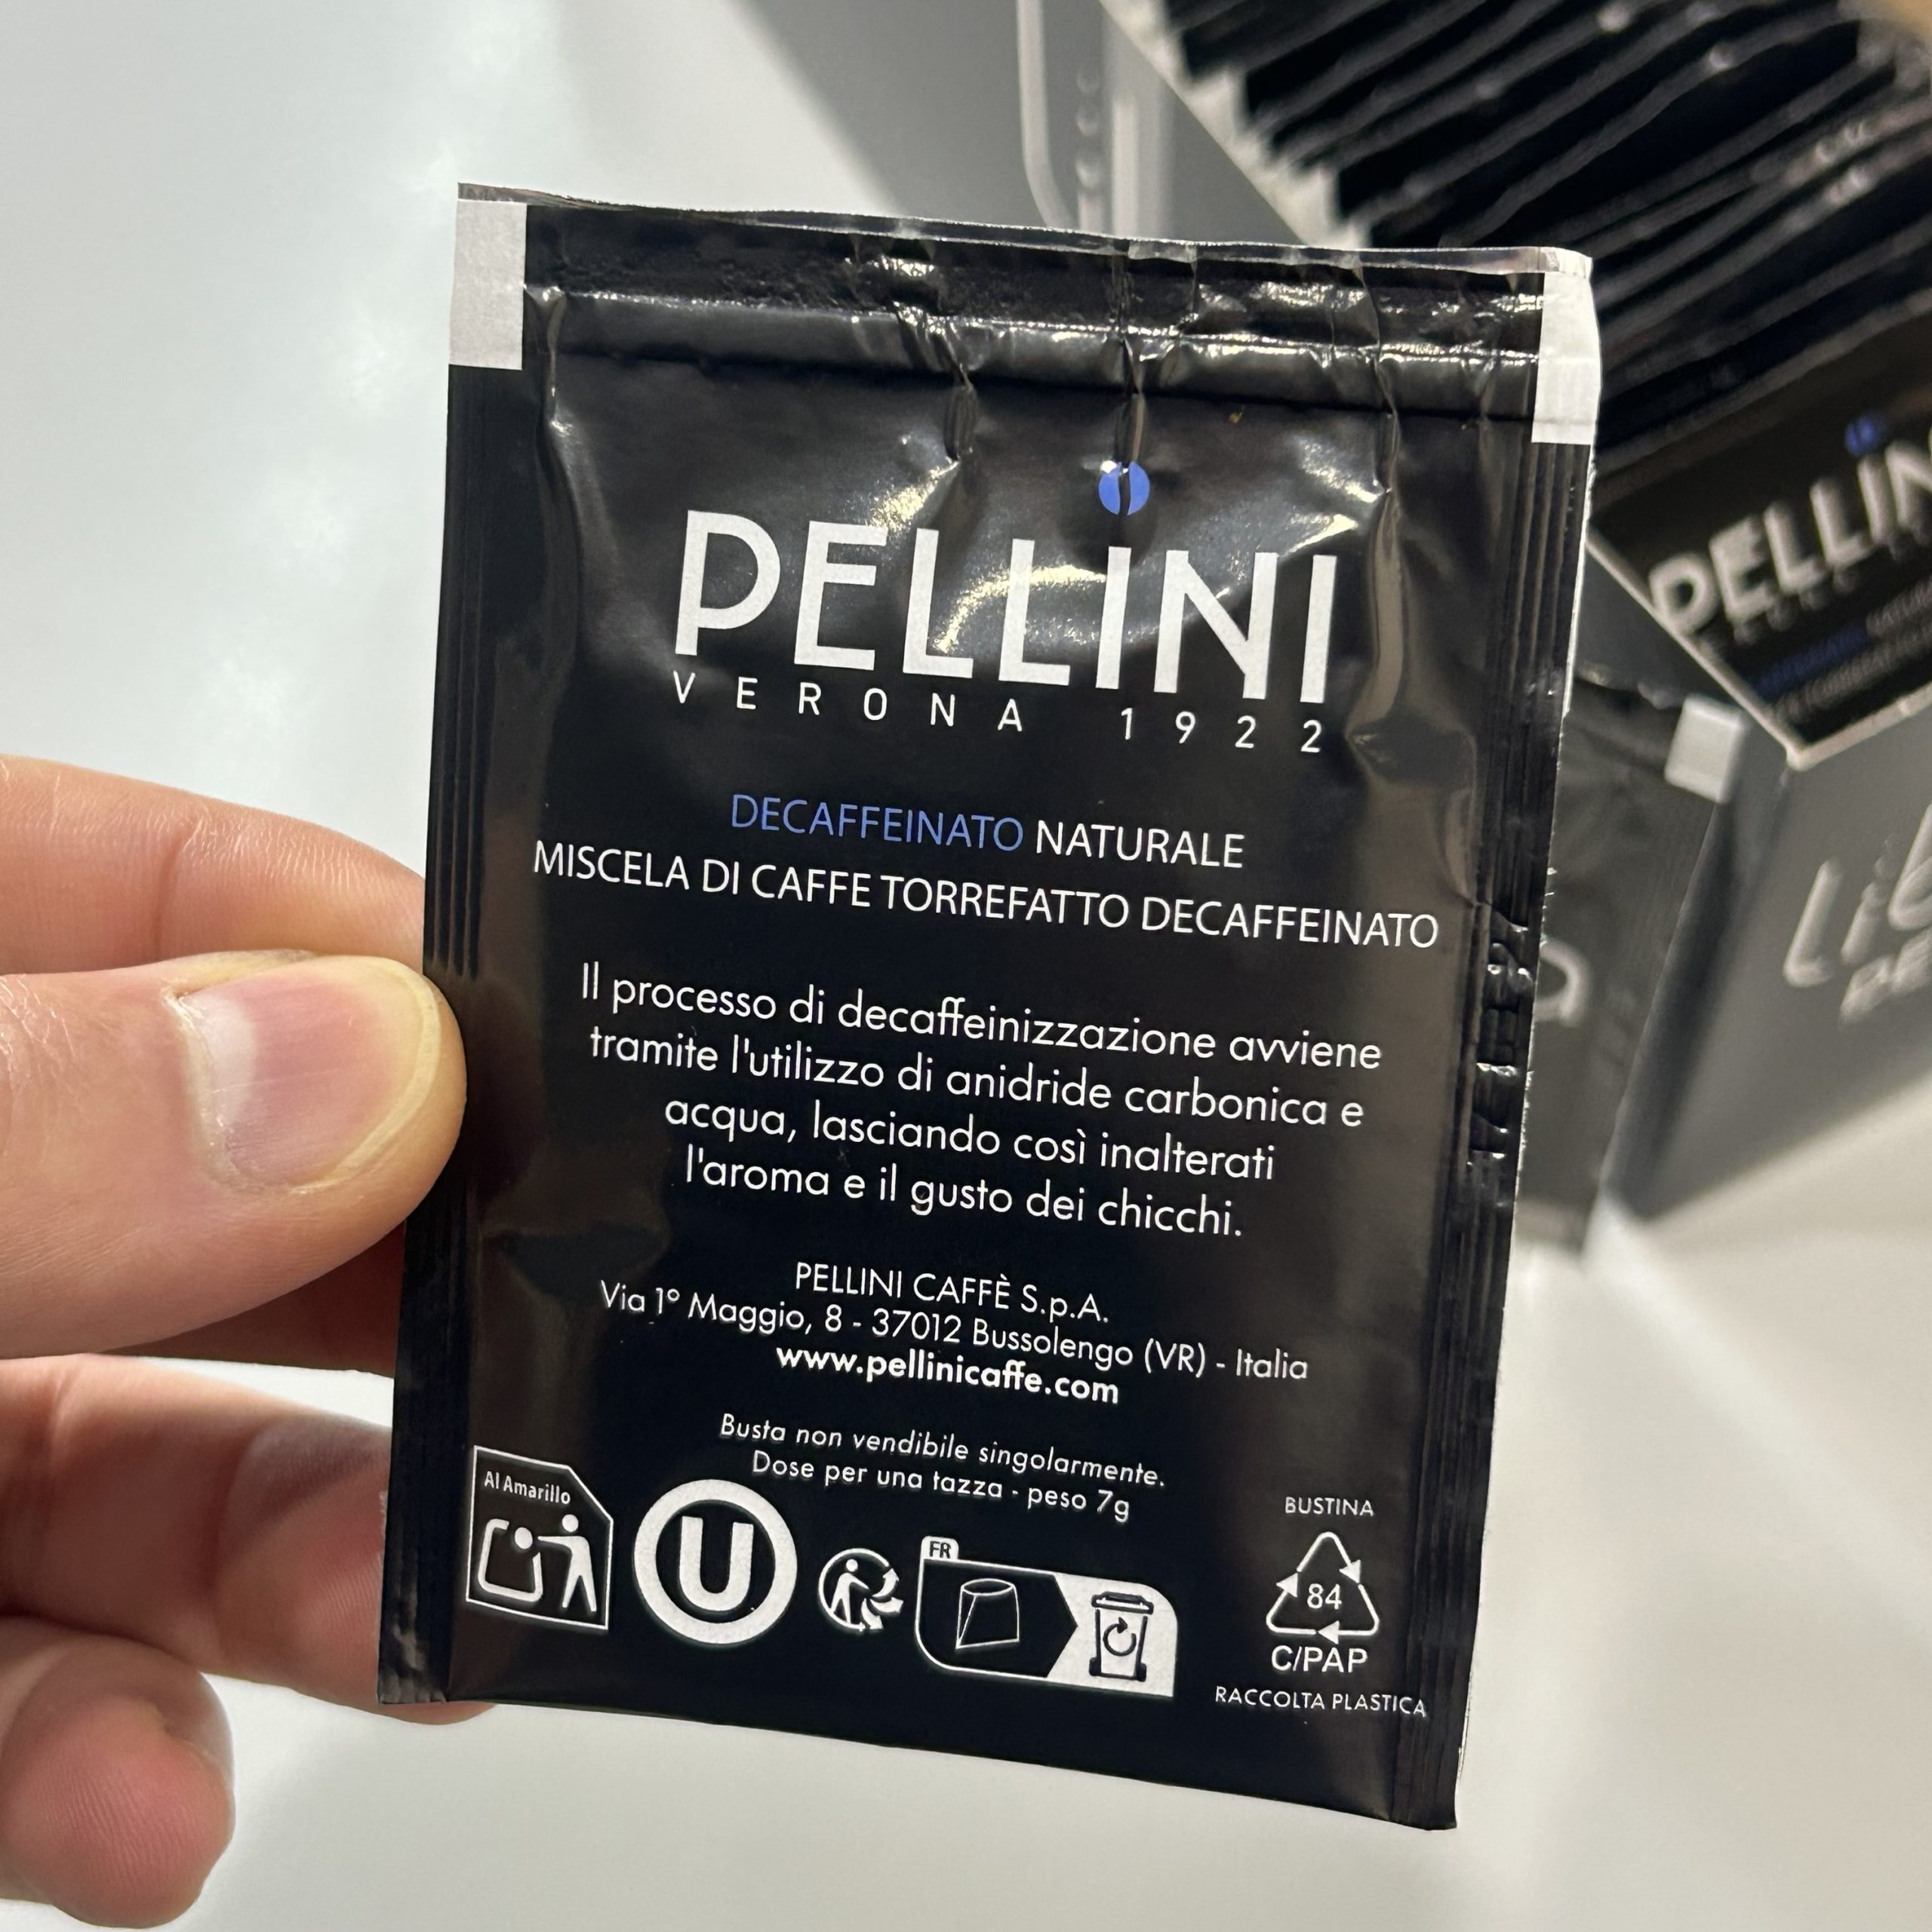 PELLINI
VERONA 1922
DECAFFEINATO NATURALE
MISCELA DI CAFFE TORREFATTO DECAFFEINATO
Il processo di decaffeinizzazione avviene
tramite l'utilizzo di anidride carbonica e
acqua, lasciando così inalterati
l'aroma e il gusto dei chicchi.
PELLINI CAFFÈ S.p.A.
Via 1° Maggio, 8 - 37012 Bussolengo (VR) - Italia
www.pellinicaffe.com
Busta non vendibile singolarmente.
Dose per una tazza - peso 7g
Al Amarillo
U
FR
BUSTINA
84
C/PAP
RACCOLTA PLASTICA
PELLIN